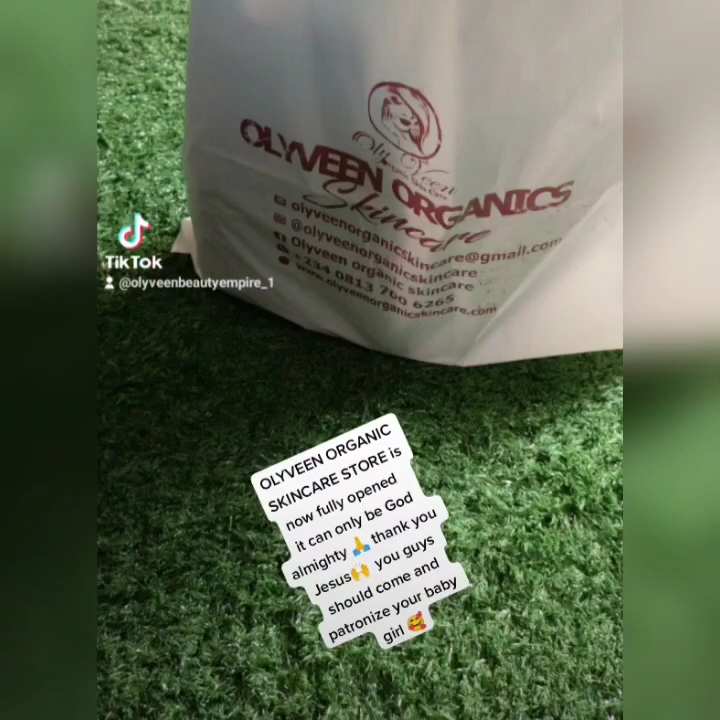 Oly Veen
OLYVEEN ORGANICS
Skincare
olyveenorganicskincare@gmail.com
@olyveenorganicskincare
Olyveen organic skincare
+234 0813 700 6265
www.olyveenorganicskincare.com
TikTok
@olyveenbeautyempire_1
OLYVEEN ORGANIC
SKINCARE STORE is
now fully opened
it can only be God
almighty 🙏 thank you
Jesus🙌 you guys
should come and
patronize your baby
girl 🥰